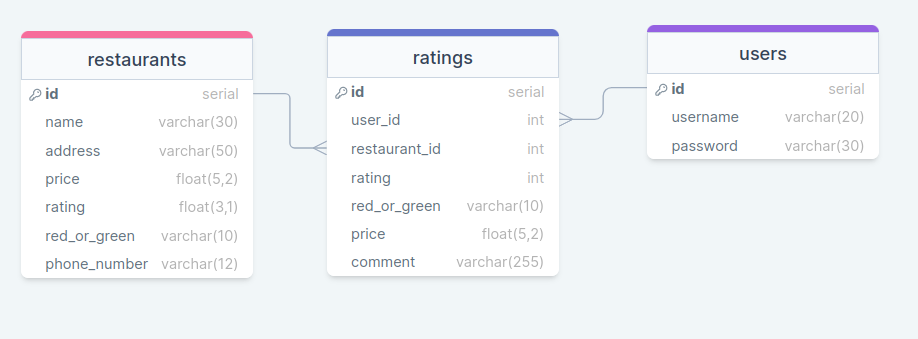 restaurants
id serial
name varchar(30)
address varchar(50)
price float(5,2)
rating float(3,1)
red_or_green varchar(10)
phone_number varchar(12)
ratings
id serial
user_id int
restaurant_id int
rating int
red_or_green varchar(10)
price float(5,2)
comment varchar(255)
users
id serial
username varchar(20)
password varchar(30)